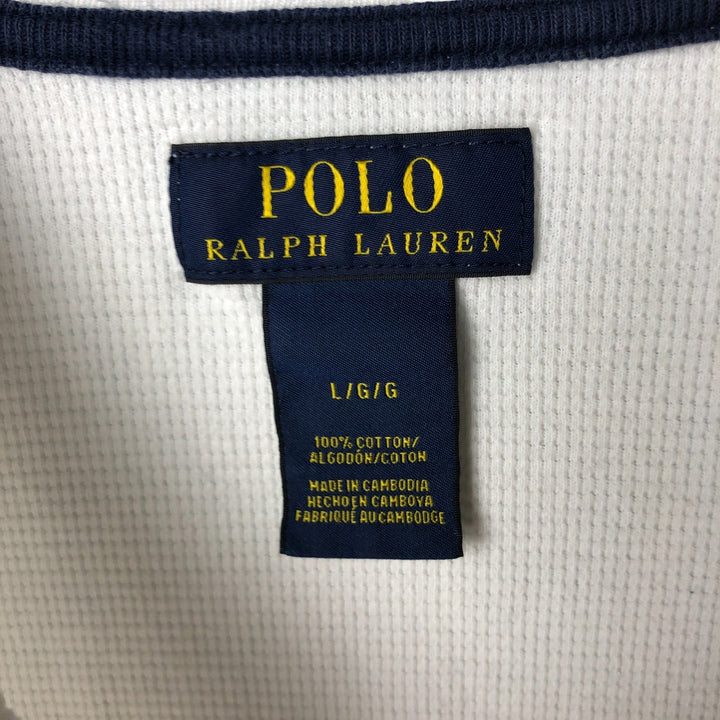 POLO
RALPH LAUREN
L/G/G
100% COTTON/
ALGODÓN/COTON
MADE IN CAMBODIA
HECHO EN CAMBOYA
FABRIQUÉ AU CAMBODGE